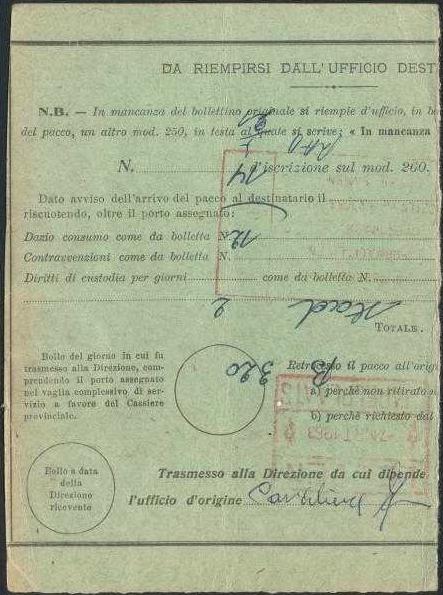 DA RIEMPIRSI DALL'UFFICIO DEST
N.B. — In mancanza del bollettino originale si riempie d'ufficio, in ba
del pacco, un altro mod. 250, in testa al quale si scrive: « In mancanza
N. d'iscrizione sul mod. 260.
Dato avviso dell'arrivo del pacco al destinatario il
riscuotendo, oltre il porto assegnato:
Dazio consumo come da bolletta N. 12
Contravvenzioni come da bolletta N.
Diritti di custodia per giorni come da bolletta N.
2
TOTALE.
Bollo del giorno in cui fu
trasmesso alla Direzione, com-
prendendo il porto assegnato
nel vaglia complessivo di ser-
vizio a favore del Cassiere
provinciale.
320
Retrocesso il pacco all'orig
a) perchè non ritirato n
b) perchè richiesto dal
Bollo a data
della
Direzione
ricevente
Trasmesso alla Direzione da cui dipende
l'ufficio d'origine